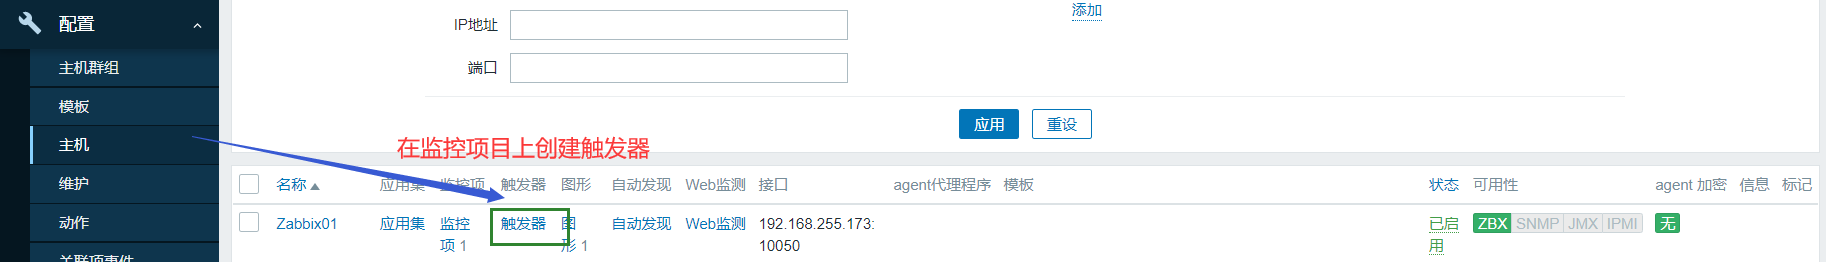 配置
主机群组
模板
主机
维护
动作
关联项事件
添加
IP地址
端口
应用
重设
在监控项目上创建触发器
名称 应用集 监控项 触发器 图形 自动发现 Web监测 接口 agent代理程序 模板 状态 可用性 agent 加密 信息 标记
Zabbix01 应用集 监控 触发器 图 自动发现 Web监测 192.168.255.173: 已启 ZBX SNMP JMX IPMI 无
项 1 形 1 10050 用